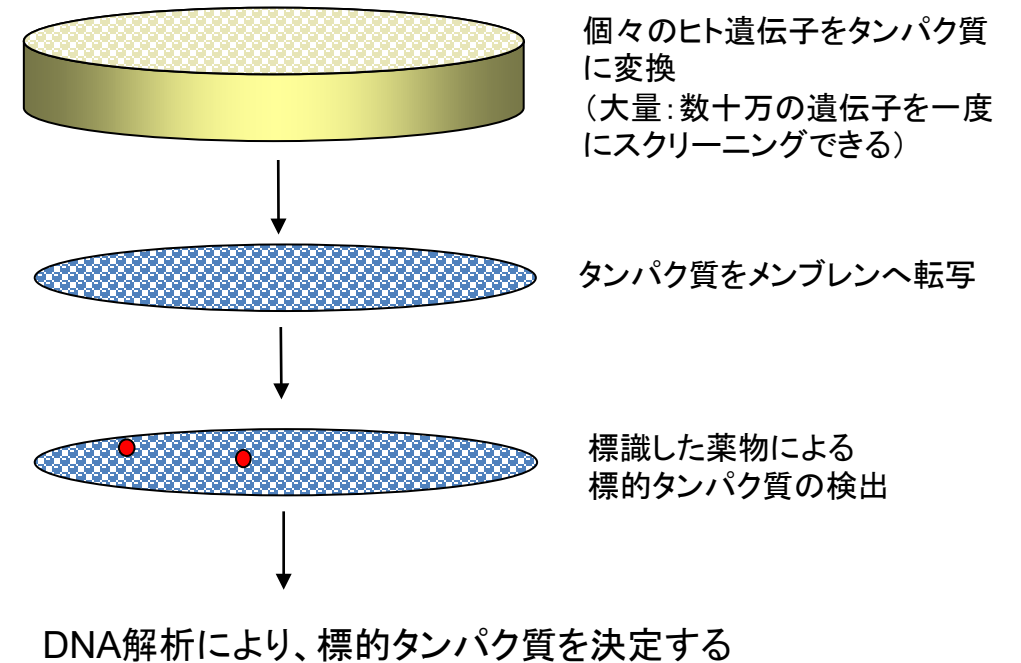 個々のヒト遺伝子をタンパク質
に変換
（大量：数十万の遺伝子を一度
にスクリーニングできる）
タンパク質をメンブレンへ転写
標識した薬物による
標的タンパク質の検出
DNA解析により、標的タンパク質を決定する